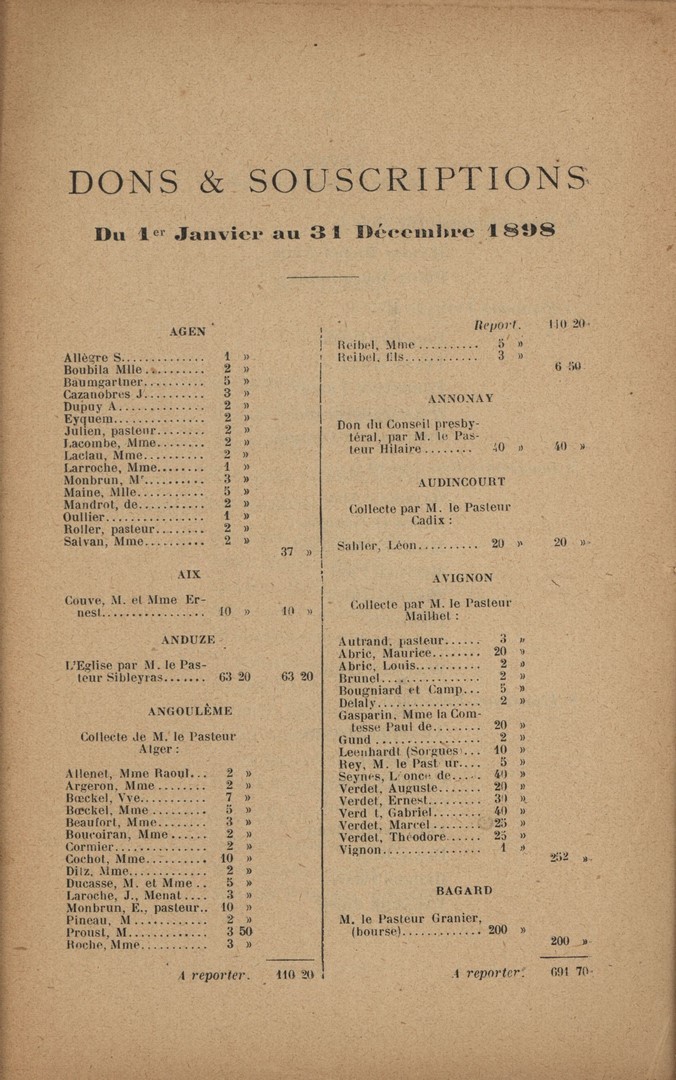 DONS & SOUSCRIPTIONS
Du 1er Janvier au 31 Décembre 1898
AGEN
Allègre S.............. 1 »
Boubila Mlle.......... 2 »
Baumgartner.......... 5 »
Cazanobres J.......... 3 »
Dupuy A.............. 2 »
Eyquem.............. 2 »
Julien, pasteur........ 2 »
Lacombe, Mme........ 2 »
Laclau, Mme.......... 2 »
Larroche, Mme........ 1 »
Monbrun, Mr.......... 3 »
Maine, Mlle........... 5 »
Mandrot, de........... 2 »
Oullier................ 1 »
Roller, pasteur........ 2 »
Salvan, Mme.......... 2 »
37 »
AIX
Couve, M. et Mme Er-
nest................ 10 » 10 »
ANDUZE
L'Eglise par M. le Pas-
teur Sibleyras....... 63 20 63 20
ANGOULÊME
Collecte de M. le Pasteur
Alger :
Allenet, Mme Raoul... 2 »
Argeron, Mme ........ 2 »
Bœckel, Vve.......... 7 »
Bœckel, Mme ......... 5 »
Beaufort, Mme ........ 3 »
Boucoiran, Mme ...... 2 »
Cormier.............. 2 »
Cochot, Mme.......... 10 »
Dilz, Mme............ 2 »
Ducasse, M. et Mme .. 5 »
Laroche, J., Menat.... 3 »
Monbrun, E., pasteur.. 10 »
Pineau, M ............ 2 »
Proust, M............. 3 50
Roche, Mme.......... 3 »
A reporter. 110 20
Report. 110 20
Reibel, Mme .......... 5 »
Reibel, fils............ 3 »
6 50
ANNONAY
Don du Conseil presby-
téral, par M. le Pas-
teur Hilaire ........ 40 » 40 »
AUDINCOURT
Collecte par M. le Pasteur
Cadix :
Sahler, Léon.......... 20 » 20 »
AVIGNON
Collecte par M. le Pasteur
Mailhet :
Autrand, pasteur...... 3 »
Abric, Maurice........ 20 »
Abric, Louis.......... 2 »
Brunel............... 2 »
Bougniard et Camp... 5 »
Delaly............... 2 »
Gasparin, Mme la Com-
tesse Paul de........ 20 »
Gund ................ 2 »
Leenhardt (Sorgues)... 10 »
Rey, M. le Past ur.... 5 »
Seynes, L once de..... 40 »
Verdet, Auguste....... 20 »
Verdet, Ernest........ 30 »
Verd t, Gabriel........ 40 »
Verdet, Marcel ........ 25 »
Verdet, Théodore...... 25 »
Vignon............... 1 »
252 »
BAGARD
M. le Pasteur Granier,
(bourse)............. 200 »
200 »
A reporter. 691 70